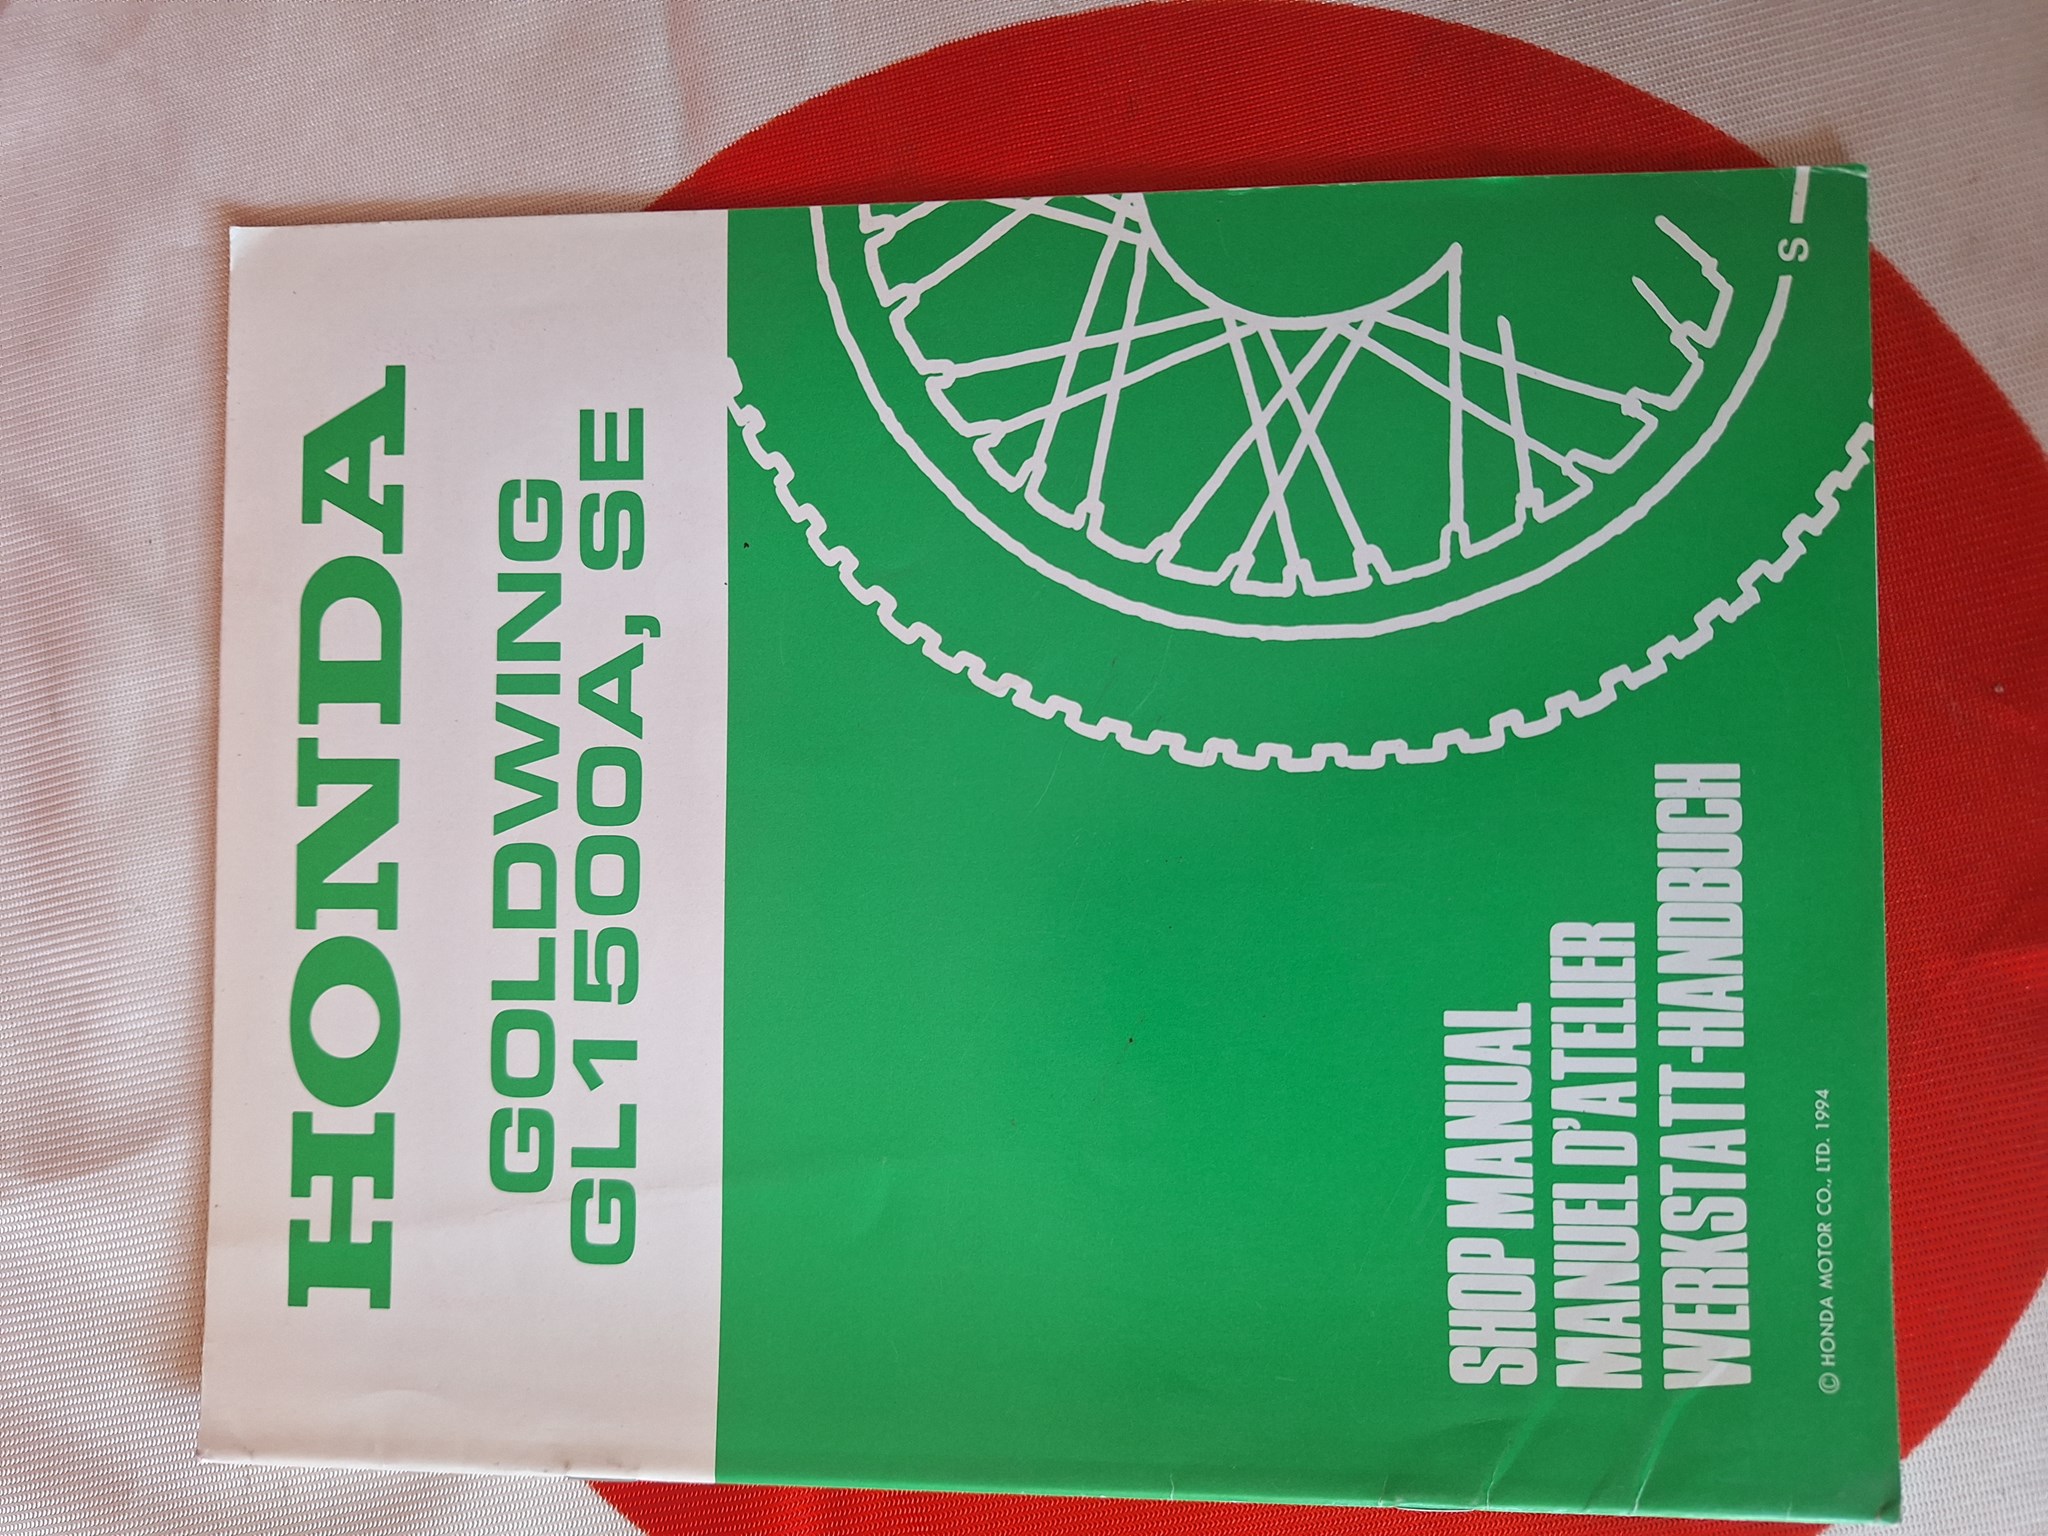 HONDA
GOLDWING
GL1500A, SE
S
SHOP MANUAL
MANUEL D'ATELIER
WERKSTATT-HANDBUCH
© HONDA MOTOR CO., LTD. 1994